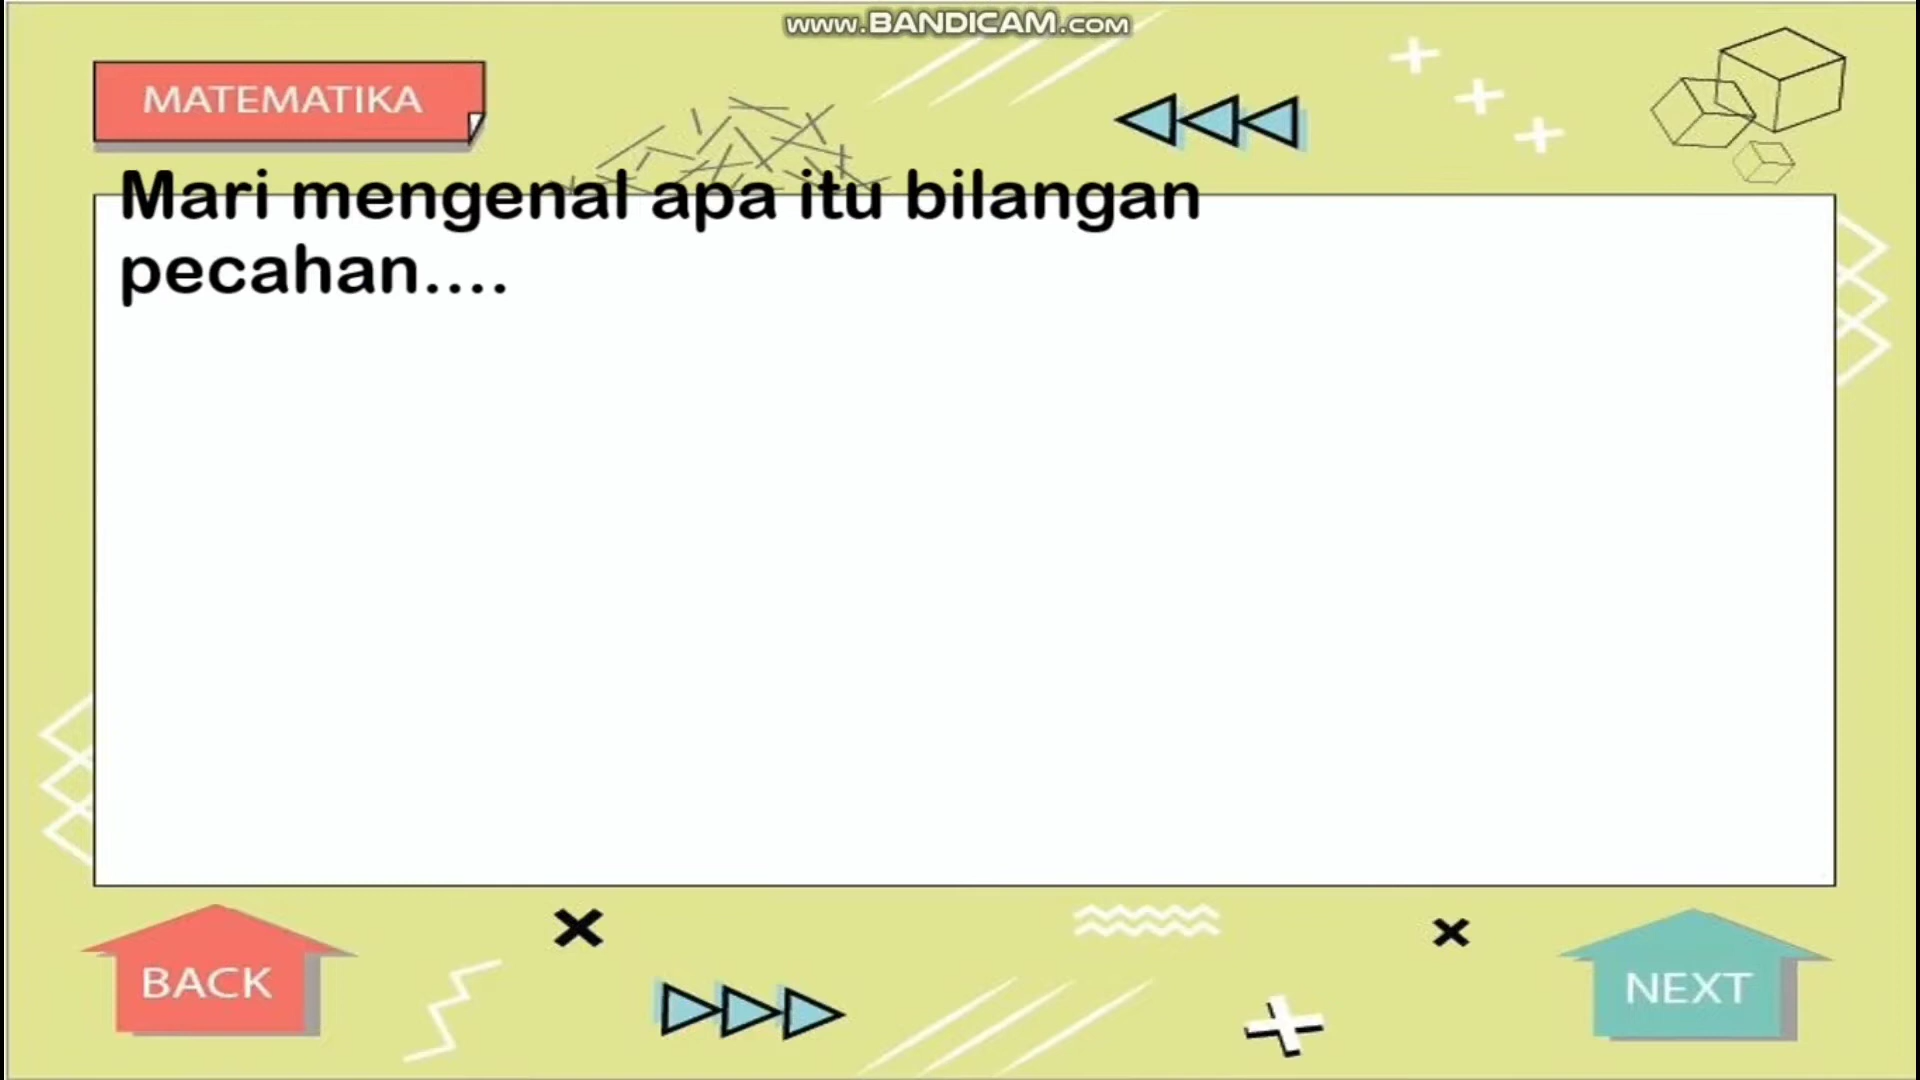 www.BANDICAM.com
MATEMATIKA
Mari mengenal apa itu bilangan
pecahan....
BACK
NEXT